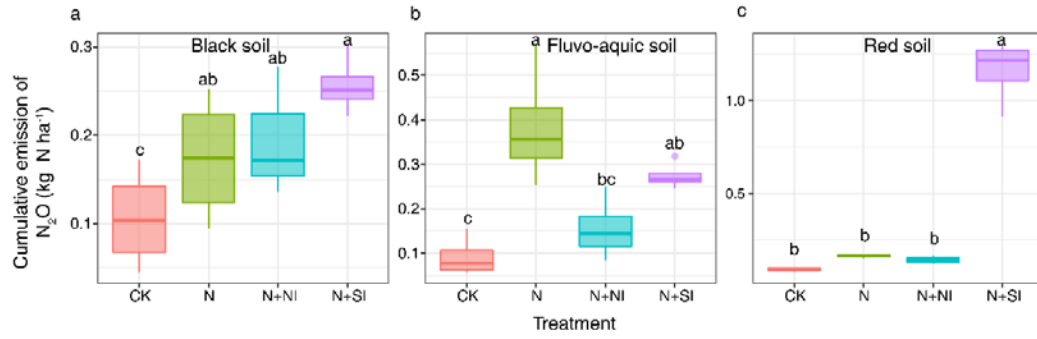 a
b
c
Black soil
Fluvo-aquic soil
Red soil
Cumulative emission of
N₂O (kg N ha⁻¹)
0.3
0.2
0.1
c
ab
ab
a
CK
N
N+NI
N+SI
0.5
0.4
0.3
0.2
0.1
c
a
bc
ab
CK
N
N+NI
N+SI
1.0
0.5
b
b
b
a
CK
N
N+NI
N+SI
Treatment